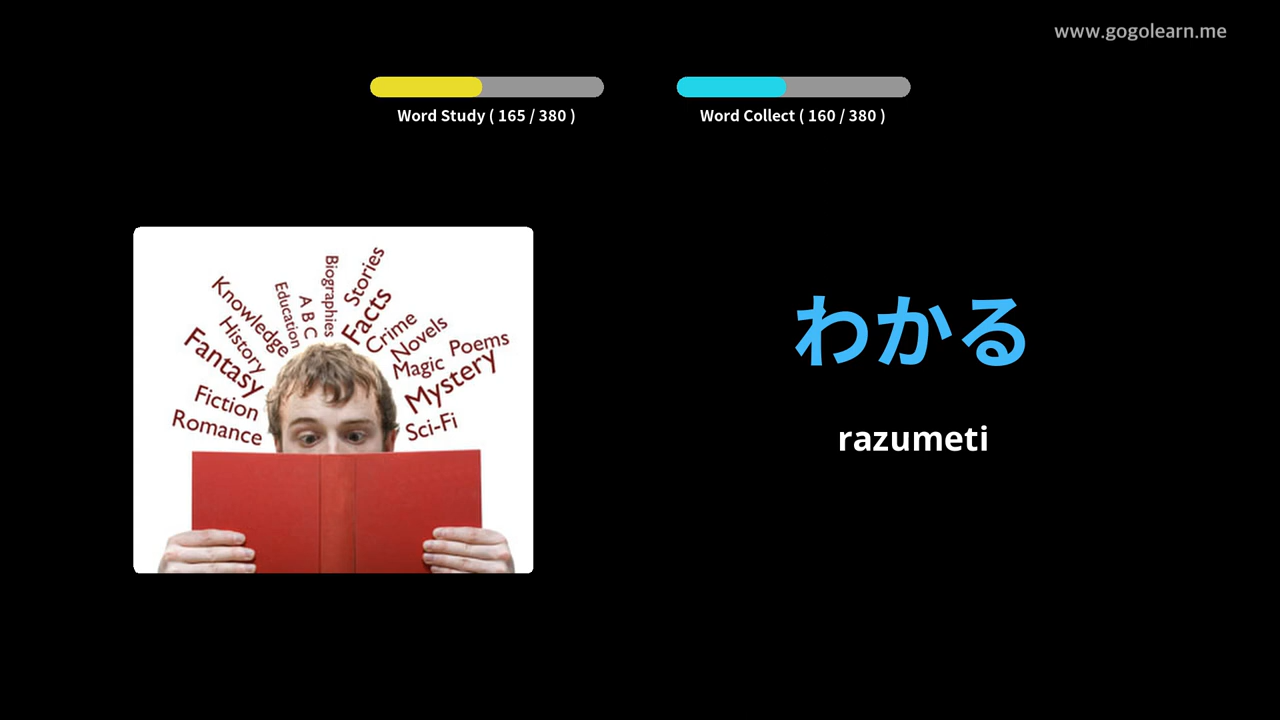 www.gogolearn.me
Word Study ( 165 / 380 )
Word Collect ( 160 / 380 )
Biographies
Stories
Education
A B C
Facts
Knowledge
Crime
History
Novels
Fantasy
Magic
Poems
Mystery
Fiction
Romance
Sci-Fi
わかる
razumeti